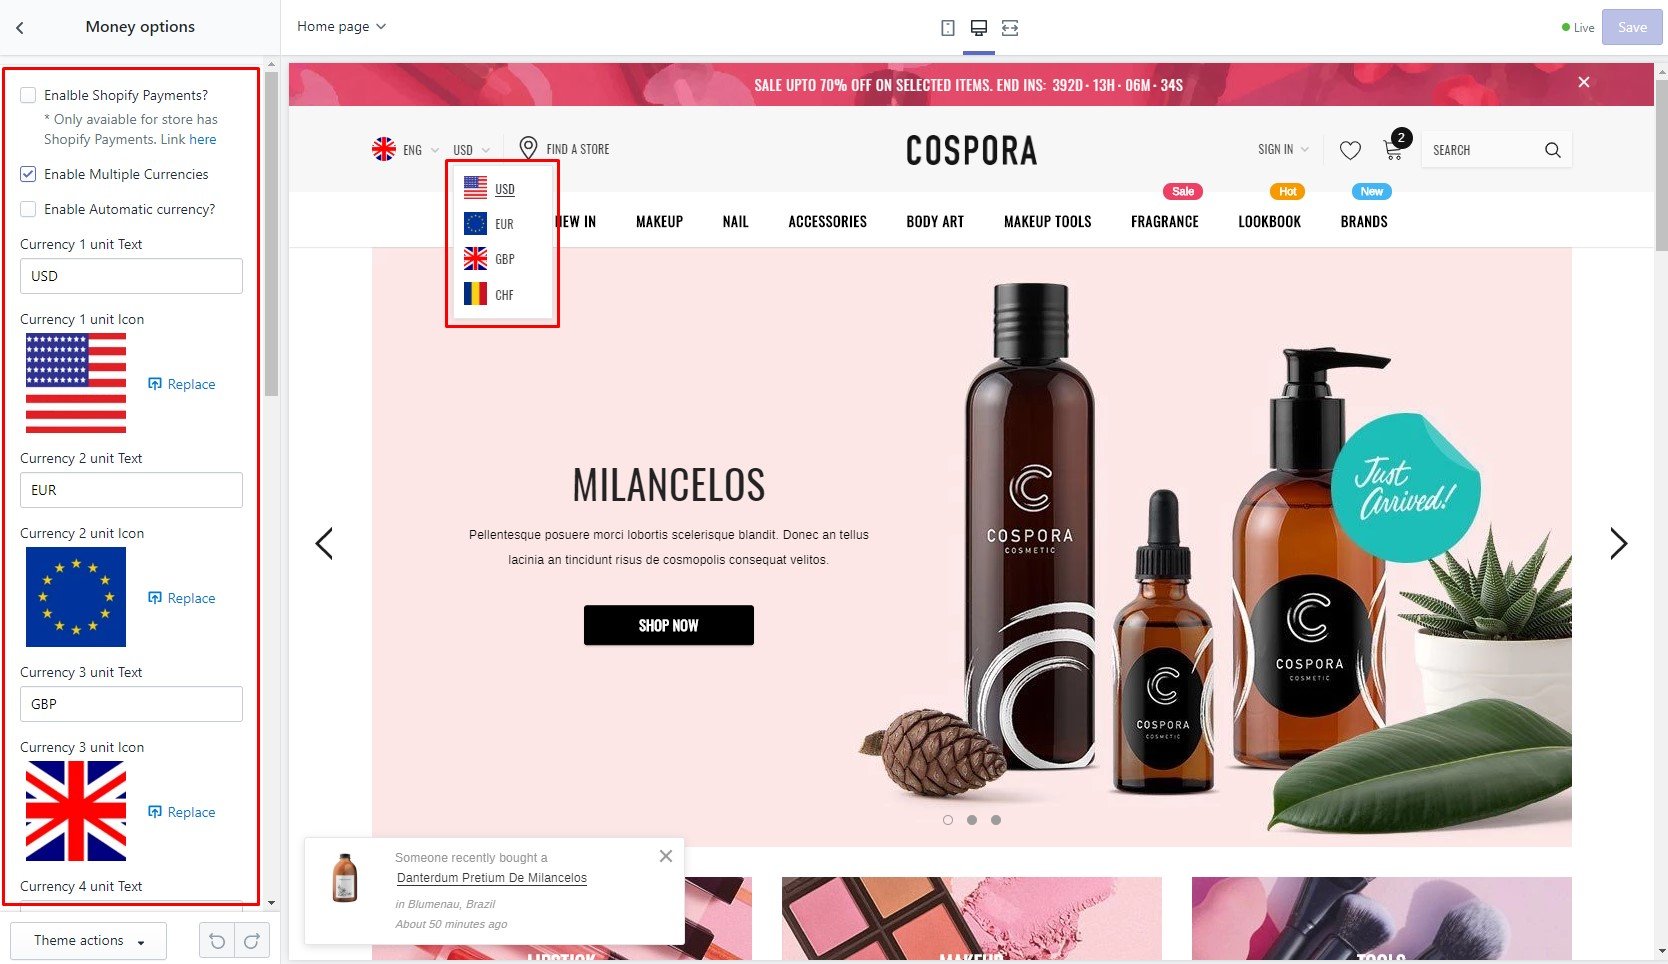 Money options
Home page
Live
Save
Enalble Shopify Payments?
* Only avaiable for store has
Shopify Payments. Link here
Enable Multiple Currencies
Enable Automatic currency?
Currency 1 unit Text
USD
Currency 1 unit Icon
Replace
Currency 2 unit Text
EUR
Currency 2 unit Icon
Replace
Currency 3 unit Text
GBP
Currency 3 unit Icon
Replace
Currency 4 unit Text
Theme actions
SALE UPTO 70% OFF ON SELECTED ITEMS. END INS: 392D · 13H · 06M · 34S
ENG
USD
FIND A STORE
COSPORA
SIGN IN
2
SEARCH
USD
EUR
GBP
CHF
Sale
Hot
New
NEW IN
MAKEUP
NAIL
ACCESSORIES
BODY ART
MAKEUP TOOLS
FRAGRANCE
LOOKBOOK
BRANDS
MILANCELOS
Pellentesque posuere morci lobortis scelerisque blandit. Donec an tellus
lacinia an tincidunt risus de cosmopolis consequat velitos.
SHOP NOW
COSPORA
COSMETIC
COSPORA
COSMETIC
COSPORA
COSMETIC
Just
Arrived!
Someone recently bought a
Danterdum Pretium De Milancelos
in Blumenau, Brazil
About 50 minutes ago
LIPSTICK
MAKEUP
TOOLS